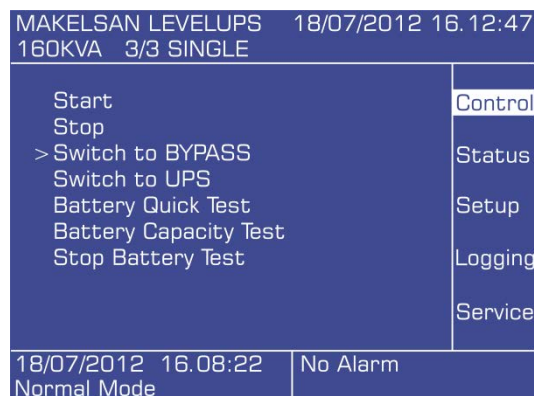 MAKELSAN LEVELUPS 18/07/2012 16.12:47
160KVA 3/3 SINGLE
Start
Stop
> Switch to BYPASS
Switch to UPS
Battery Quick Test
Battery Capacity Test
Stop Battery Test
Control
Status
Setup
Logging
Service
18/07/2012 16.08:22 No Alarm
Normal Mode